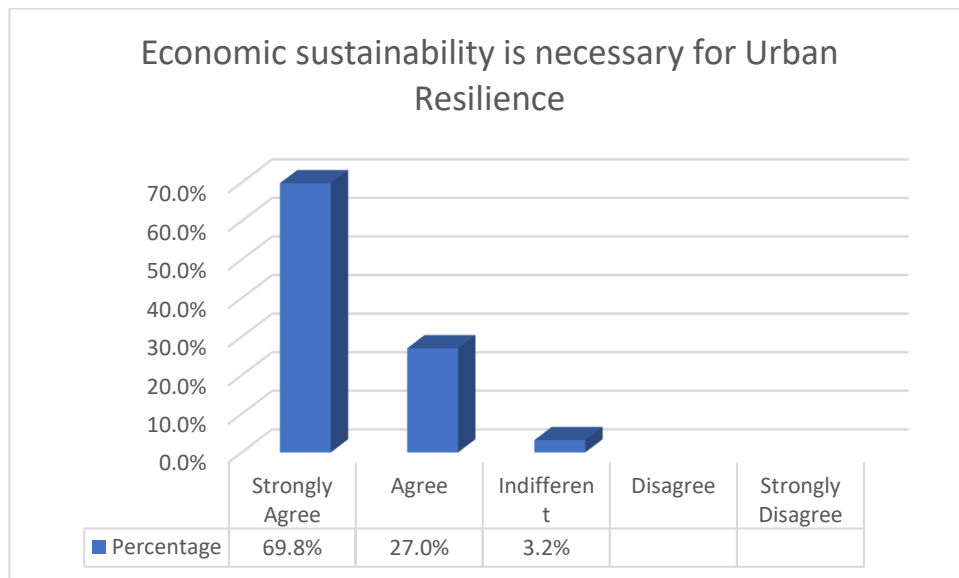 Economic sustainability is necessary for Urban
Resilience
70.0%
60.0%
50.0%
40.0%
30.0%
20.0%
10.0%
0.0%
Strongly
Agree
Agree
Indifferen
t
Disagree
Strongly
Disagree
Percentage 69.8% 27.0% 3.2%